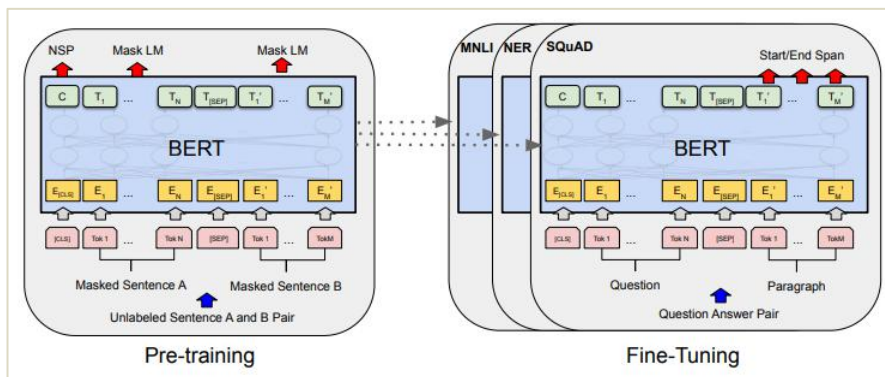 NSP Mask LM Mask LM
C T1 ... TN T[SEP] T1' ... TM'
BERT
E[CLS] E1 ... EN E[SEP] E1' ... EM'
[CLS] Tok 1 ... Tok N [SEP] Tok 1 ... TokM
Masked Sentence A Masked Sentence B
Unlabeled Sentence A and B Pair
Pre-training
MNLI NER SQuAD
Start/End Span
C T1 ... TN T[SEP] T1' ... TM'
BERT
E[CLS] E1 ... EN E[SEP] E1' ... EM'
[CLS] Tok 1 ... Tok N [SEP] Tok 1 ... TokM
Question Paragraph
Question Answer Pair
Fine-Tuning